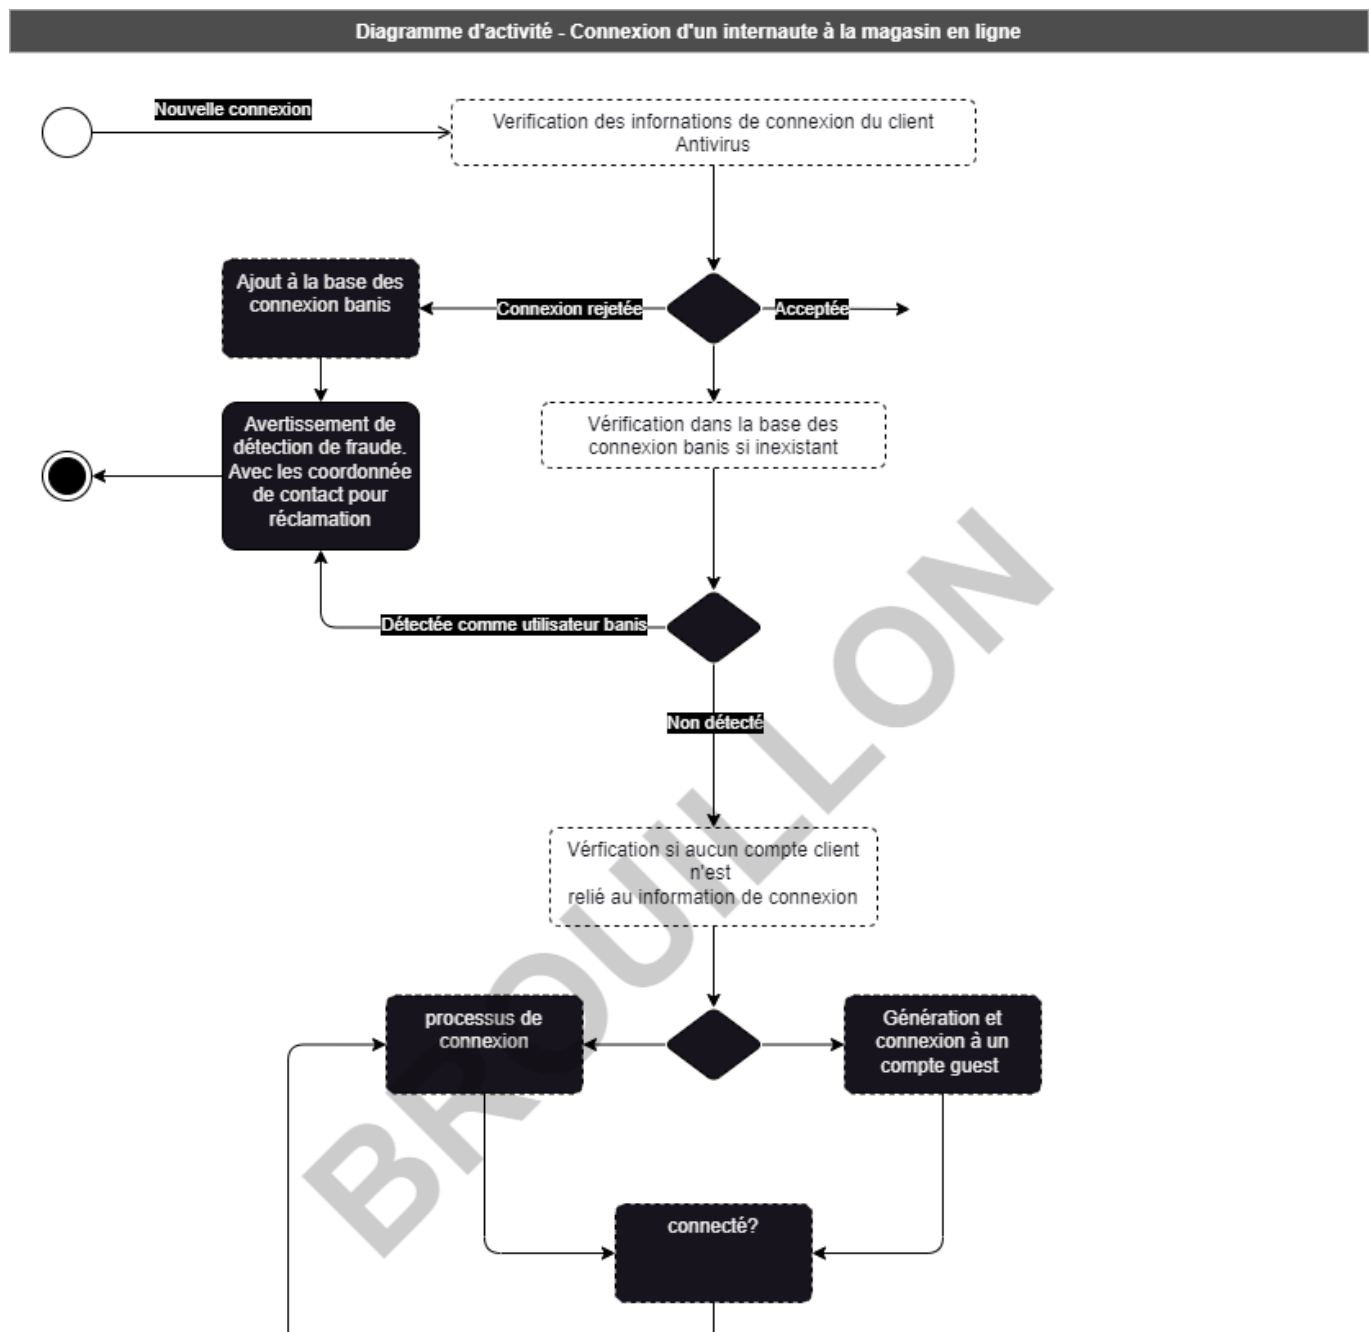 Diagramme d'activité - Connexion d'un internaute à la magasin en ligne
Nouvelle connexion
Verification des infornations de connexion du client
Antivirus
Ajout à la base des
connexion banis
Connexion rejetée
Acceptée
Avertissement de
détection de fraude.
Avec les coordonnée
de contact pour
réclamation
Vérification dans la base des
connexion banis si inexistant
Détectée comme utilisateur banis
Non détecté
Vérfication si aucun compte client
n'est
relié au information de connexion
processus de
connexion
Génération et
connexion à un
compte guest
connecté?
BROUILLON